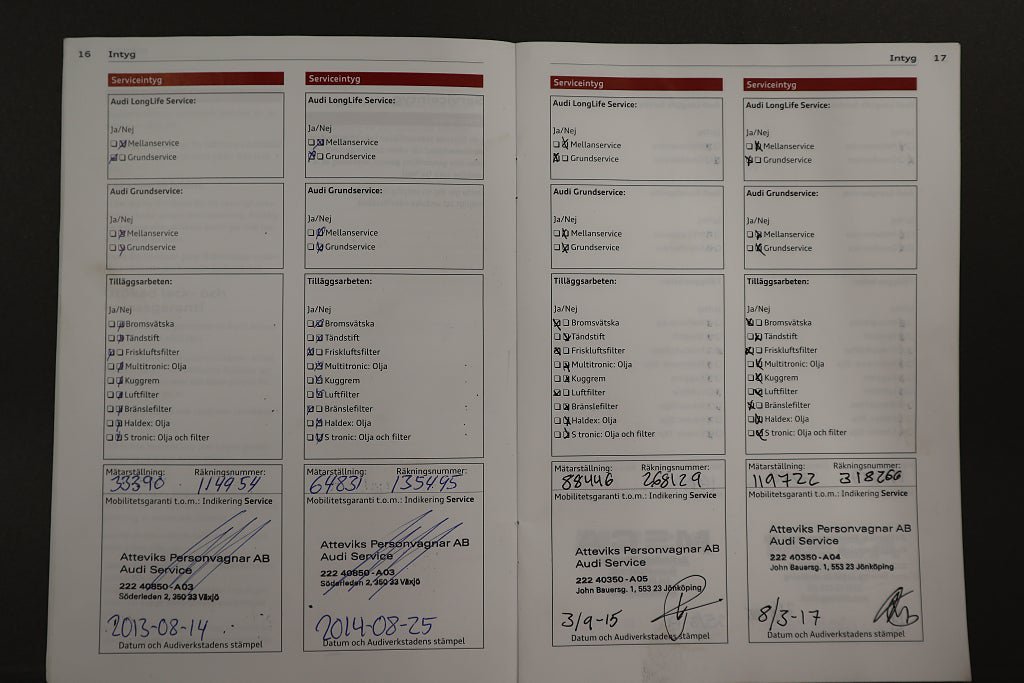 16 Intyg
Serviceintyg
Audi LongLife Service:
Ja/Nej
Mellanservice
Grundservice
Audi Grundservice:
Ja/Nej
Mellanservice
Grundservice
Tilläggsarbeten:
Ja/Nej
Bromsvätska
Tändstift
Friskluftsfilter
Multitronic: Olja
Kuggrem
Luftfilter
Bränslefilter
Haldex: Olja
S tronic: Olja och filter
Mätarställning: Räkningsnummer:
33390 114954
Mobilitetsgaranti t.o.m.: Indikering Service
Atteviks Personvagnar AB
Audi Service
222 40850-A03
Söderleden 2, 350 33 Växjö
2013-08-14
Datum och Audiverkstadens stämpel
Serviceintyg
Audi LongLife Service:
Ja/Nej
Mellanservice
Grundservice
Audi Grundservice:
Ja/Nej
Mellanservice
Grundservice
Tilläggsarbeten:
Ja/Nej
Bromsvätska
Tändstift
Friskluftsfilter
Multitronic: Olja
Kuggrem
Luftfilter
Bränslefilter
Haldex: Olja
S tronic: Olja och filter
Mätarställning: Räkningsnummer:
64831 135495
Mobilitetsgaranti t.o.m.: Indikering Service
Atteviks Personvagnar AB
Audi Service
222 40850-A03
Söderleden 2, 350 33 Växjö
2014-08-25
Datum och Audiverkstadens stämpel
Intyg 17
Serviceintyg
Audi LongLife Service:
Ja/Nej
Mellanservice
Grundservice
Audi Grundservice:
Ja/Nej
Mellanservice
Grundservice
Tilläggsarbeten:
Ja/Nej
Bromsvätska
Tändstift
Friskluftsfilter
Multitronic: Olja
Kuggrem
Luftfilter
Bränslefilter
Haldex: Olja
S tronic: Olja och filter
Mätarställning: Räkningsnummer:
88446 268129
Mobilitetsgaranti t.o.m.: Indikering Service
Atteviks Personvagnar AB
Audi Service
222 40350-A05
John Bauersg. 1, 553 23 Jönköping
3/9-15
Datum och Audiverkstadens stämpel
Serviceintyg
Audi LongLife Service:
Ja/Nej
Mellanservice
Grundservice
Audi Grundservice:
Ja/Nej
Mellanservice
Grundservice
Tilläggsarbeten:
Ja/Nej
Bromsvätska
Tändstift
Friskluftsfilter
Multitronic: Olja
Kuggrem
Luftfilter
Bränslefilter
Haldex: Olja
S tronic: Olja och filter
Mätarställning: Räkningsnummer:
119722 318266
Mobilitetsgaranti t.o.m.: Indikering Service
Atteviks Personvagnar AB
Audi Service
222 40350-A04
John Bauersg. 1, 553 23 Jönköping
8/3-17
Datum och Audiverkstadens stämpel